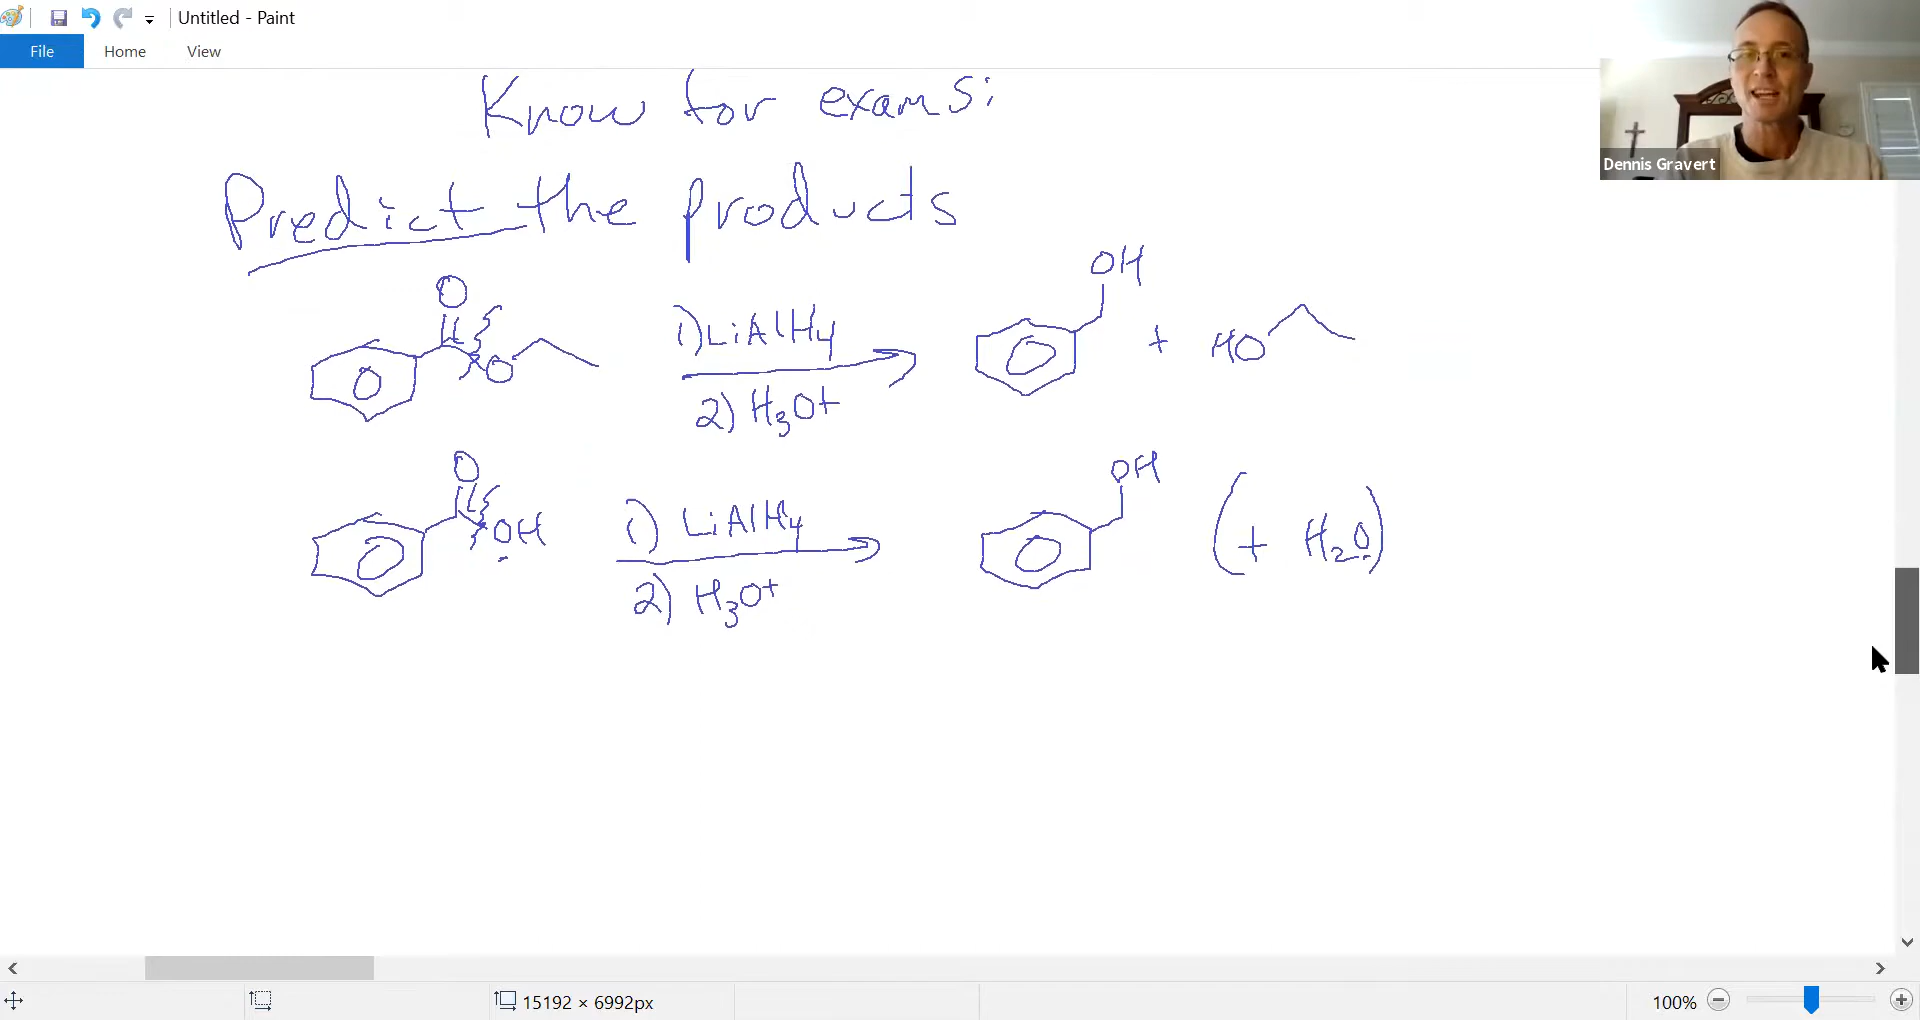 Untitled - Paint
File Home View
Dennis Gravert
Know for exams:
Predict the products
O
O
1) LiAlH4
2) H3O+
OH
+ HO
O
OH
1) LiAlH4
2) H3O+
OH
(+ H2O)
15192 × 6992px
100%